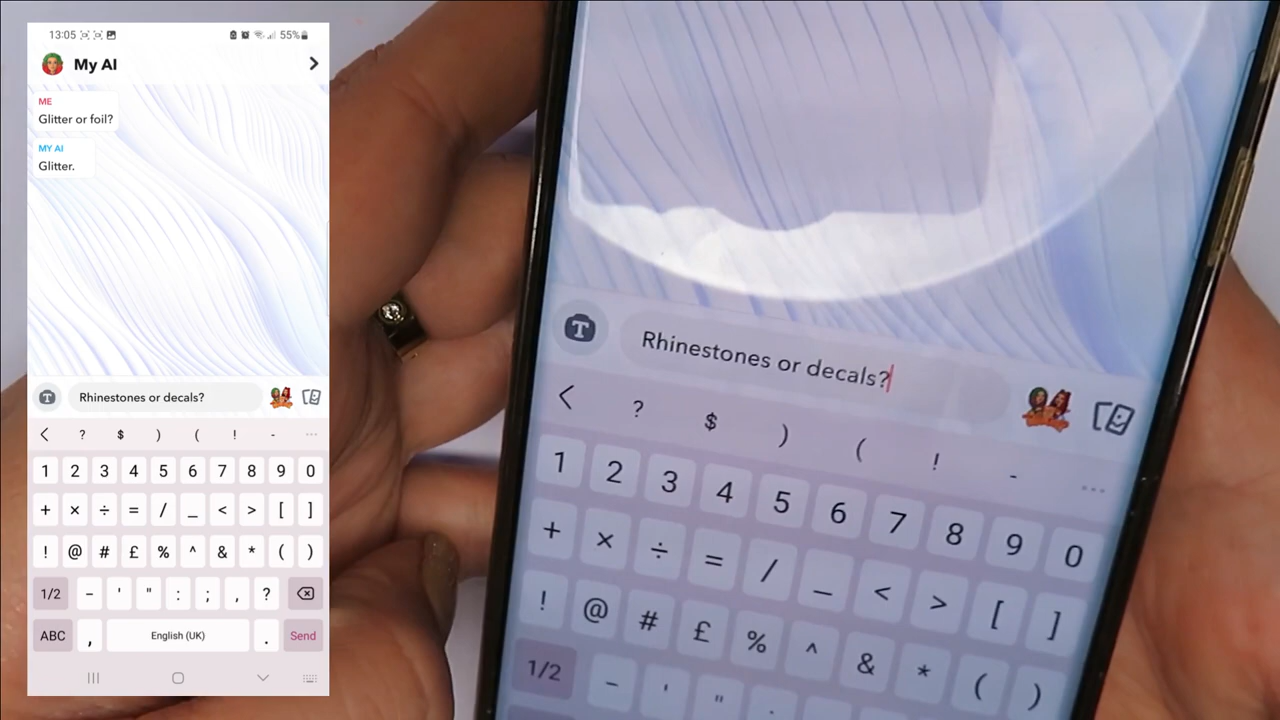 13:05 55%
My AI
ME
Glitter or foil?
MY AI
Glitter.
T Rhinestones or decals?
? $ ) ( ! - ...
1 2 3 4 5 6 7 8 9 0
+ × ÷ = / _ < > [ ]
! @ # £ % ^ & * ( )
1/2 - ' " : ; , ?
ABC , English (UK) . Send
T Rhinestones or decals?
? $ ) ( ! - ...
1 2 3 4 5 6 7 8 9 0
+ × ÷ = / _ < > [ ]
! @ # £ % ^ & * ( )
1/2 - ' "